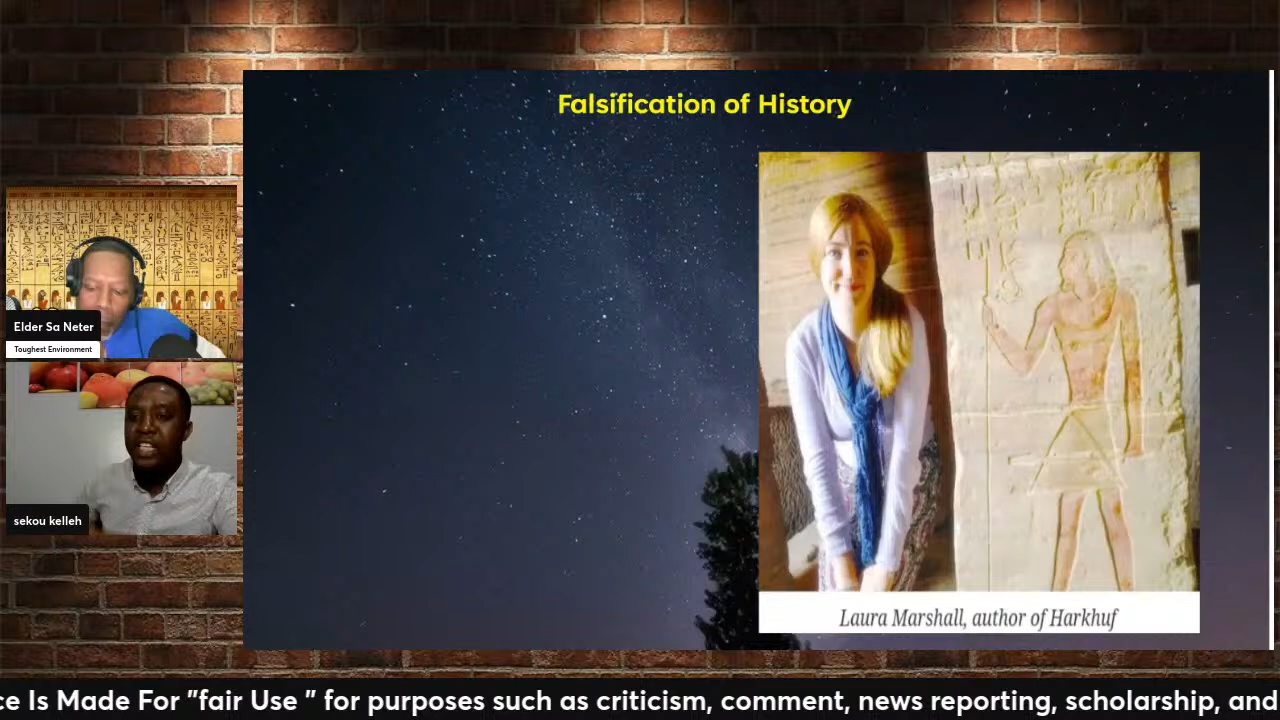 Falsification of History
Elder Sa Neter
Toughest Environment
sekou kelleh
Laura Marshall, author of Harkhuf
ce Is Made For "fair Use " for purposes such as criticism, comment, news reporting, scholarship, and